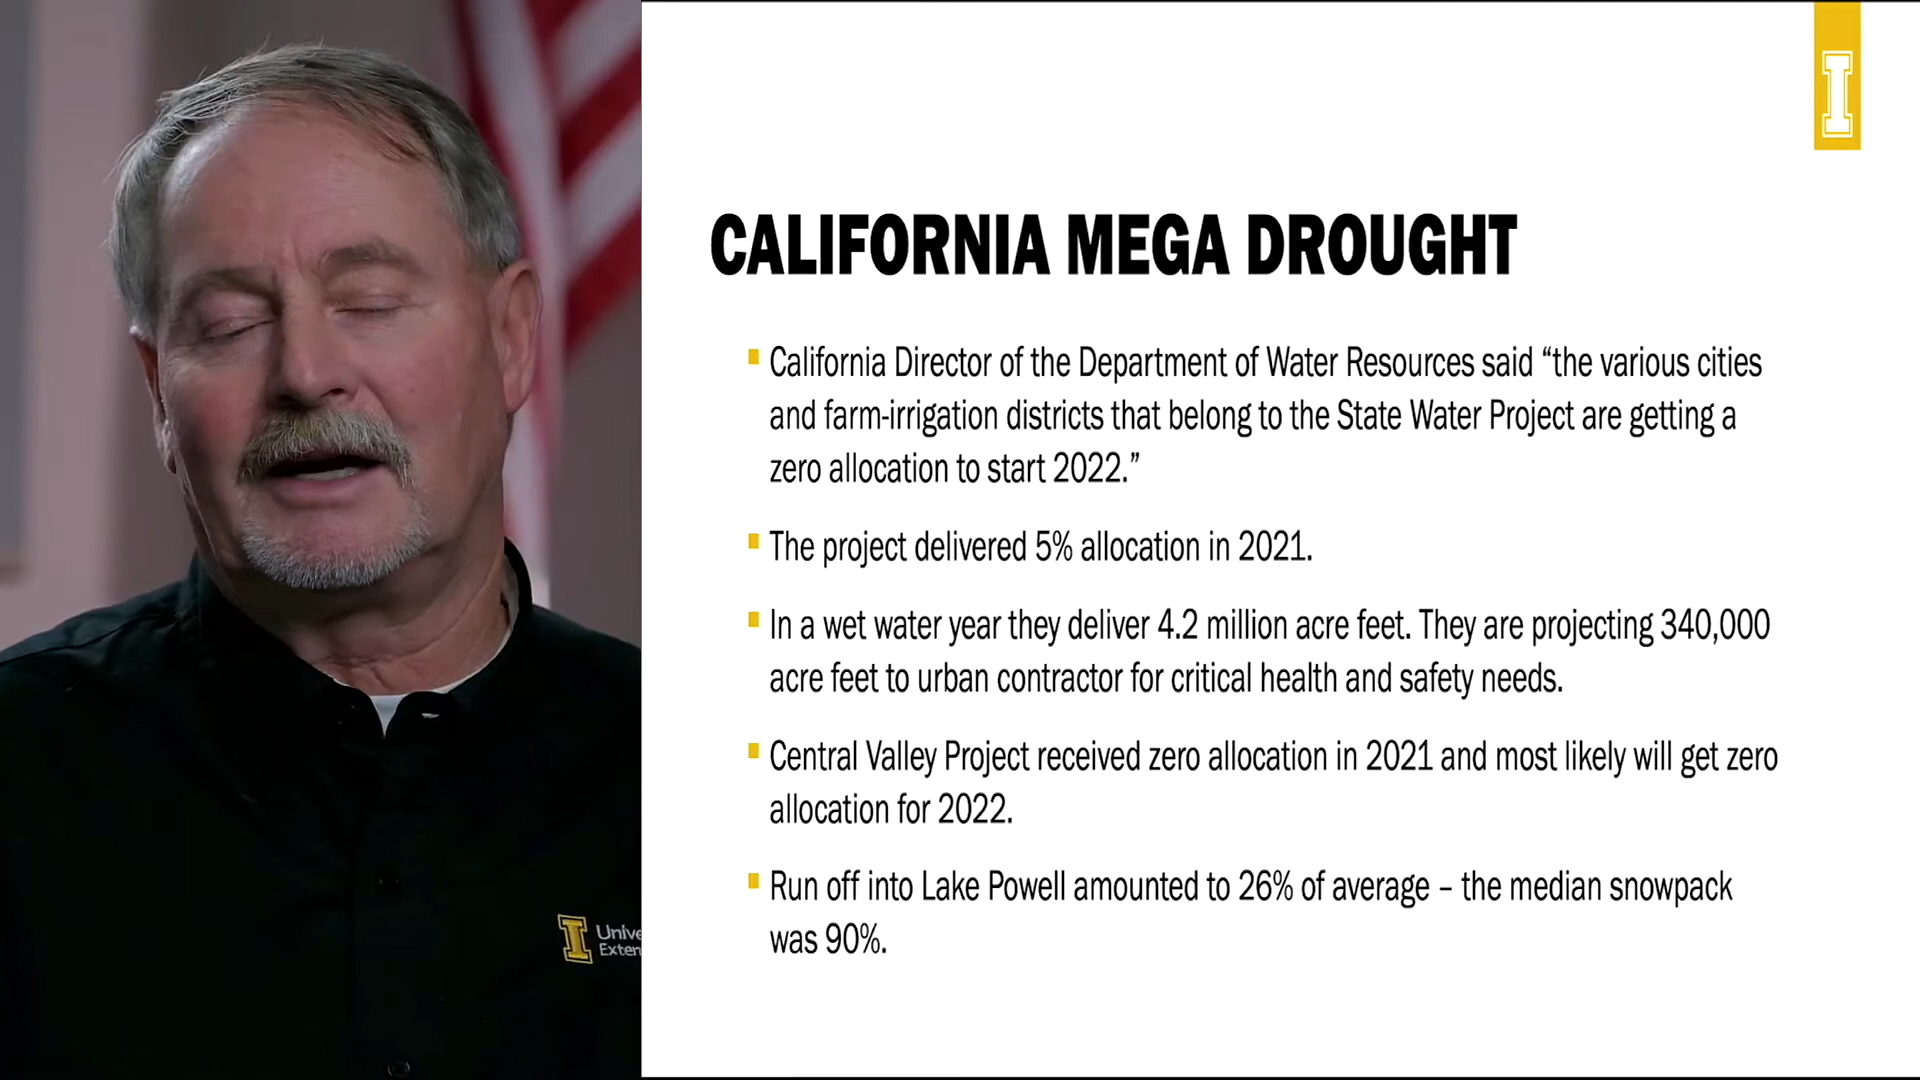 I
CALIFORNIA MEGA DROUGHT
California Director of the Department of Water Resources said “the various cities
and farm-irrigation districts that belong to the State Water Project are getting a
zero allocation to start 2022.”
The project delivered 5% allocation in 2021.
In a wet water year they deliver 4.2 million acre feet. They are projecting 340,000
acre feet to urban contractor for critical health and safety needs.
Central Valley Project received zero allocation in 2021 and most likely will get zero
allocation for 2022.
Run off into Lake Powell amounted to 26% of average – the median snowpack
was 90%.
I Unive
Exten